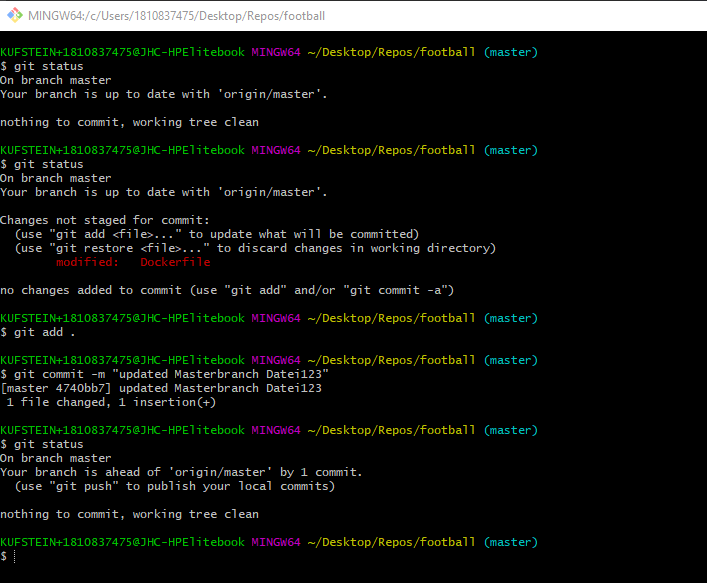 MINGW64:/c/Users/1810837475/Desktop/Repos/football
KUFSTEIN+1810837475@JHC-HPElitebook MINGW64 ~/Desktop/Repos/football (master)
$ git status
On branch master
Your branch is up to date with 'origin/master'.
nothing to commit, working tree clean
KUFSTEIN+1810837475@JHC-HPElitebook MINGW64 ~/Desktop/Repos/football (master)
$ git status
On branch master
Your branch is up to date with 'origin/master'.
Changes not staged for commit:
  (use "git add <file>..." to update what will be committed)
  (use "git restore <file>..." to discard changes in working directory)
        modified:   Dockerfile
no changes added to commit (use "git add" and/or "git commit -a")
KUFSTEIN+1810837475@JHC-HPElitebook MINGW64 ~/Desktop/Repos/football (master)
$ git add .
KUFSTEIN+1810837475@JHC-HPElitebook MINGW64 ~/Desktop/Repos/football (master)
$ git commit -m "updated Masterbranch Datei123"
[master 4740bb7] updated Masterbranch Datei123
 1 file changed, 1 insertion(+)
KUFSTEIN+1810837475@JHC-HPElitebook MINGW64 ~/Desktop/Repos/football (master)
$ git status
On branch master
Your branch is ahead of 'origin/master' by 1 commit.
  (use "git push" to publish your local commits)
nothing to commit, working tree clean
KUFSTEIN+1810837475@JHC-HPElitebook MINGW64 ~/Desktop/Repos/football (master)
$